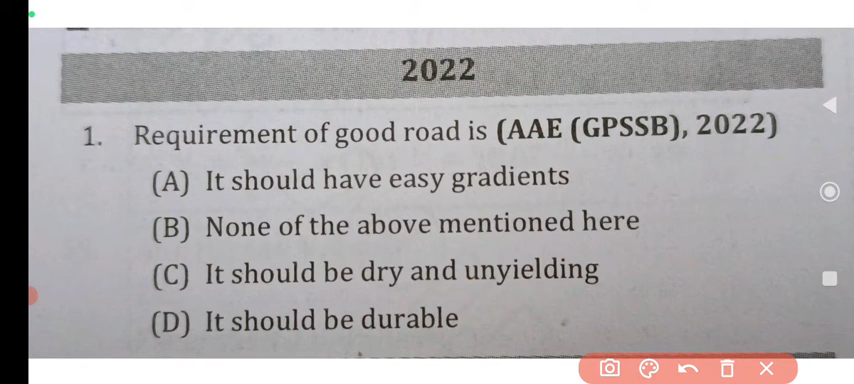 2022
1. Requirement of good road is (AAE (GPSSB), 2022)
(A) It should have easy gradients
(B) None of the above mentioned here
(C) It should be dry and unyielding
(D) It should be durable